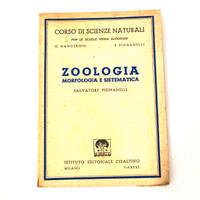 CORSO DI SCIENZE NATURALI
PER LE SCUOLE MEDIE SUPERIORI
G. NANGERONI S. PIGNANELLI
ZOOLOGIA
MORFOLOGIA E SISTEMATICA
SALVATORE PIGNANELLI
ISTITUTO EDITORIALE CISALPINO
MILANO VARESE